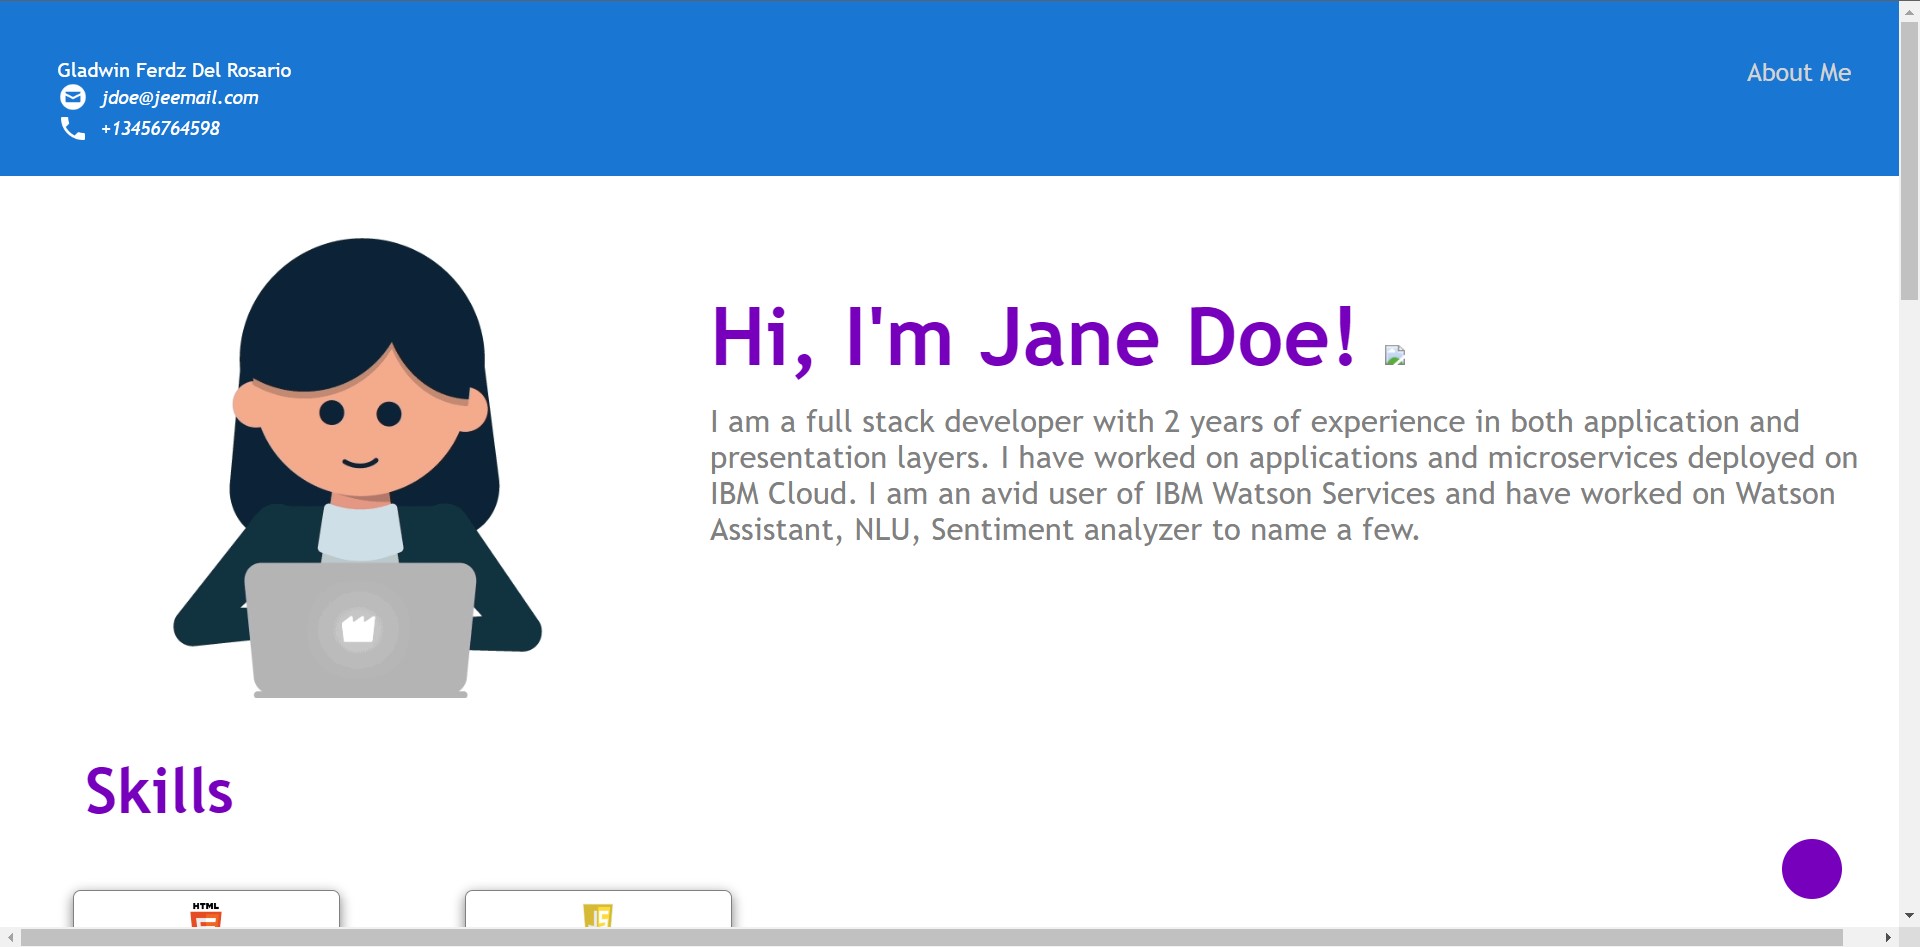 Gladwin Ferdz Del Rosario
jdoe@jeemail.com
+13456764598
About Me
Hi, I'm Jane Doe!
I am a full stack developer with 2 years of experience in both application and
presentation layers. I have worked on applications and microservices deployed on
IBM Cloud. I am an avid user of IBM Watson Services and have worked on Watson
Assistant, NLU, Sentiment analyzer to name a few.
Skills
HTML
JS